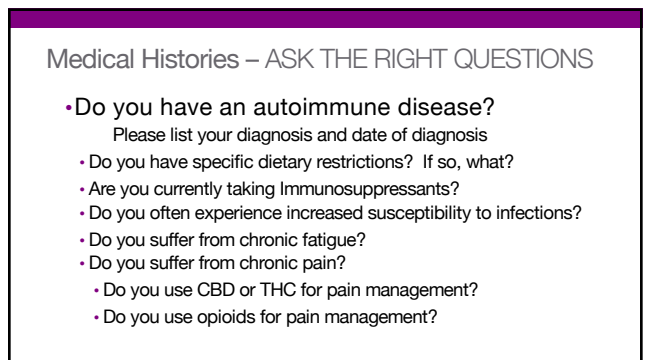 Medical Histories – ASK THE RIGHT QUESTIONS
•Do you have an autoimmune disease?
Please list your diagnosis and date of diagnosis
• Do you have specific dietary restrictions? If so, what?
• Are you currently taking Immunosuppressants?
• Do you often experience increased susceptibility to infections?
• Do you suffer from chronic fatigue?
• Do you suffer from chronic pain?
• Do you use CBD or THC for pain management?
• Do you use opioids for pain management?